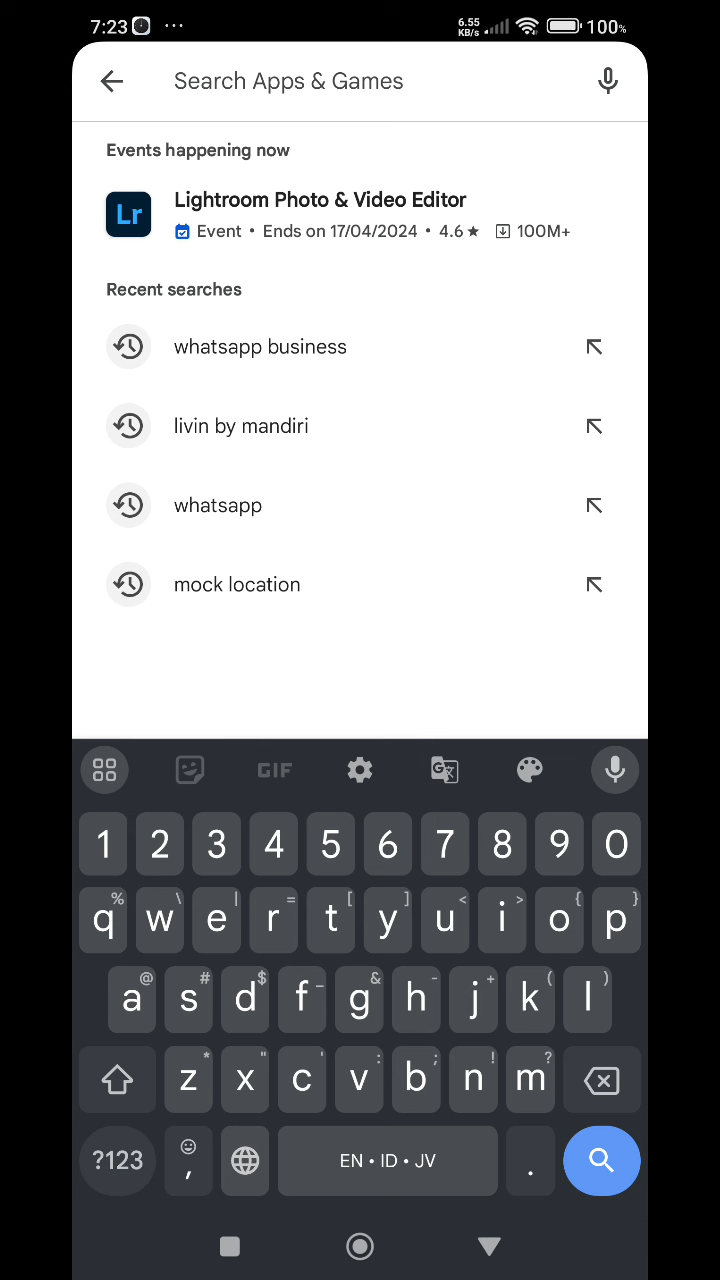 7:23 ... 6.55 KB/s 100%
Search Apps & Games
Events happening now
Lr Lightroom Photo & Video Editor
Event • Ends on 17/04/2024 • 4.6★ 100M+
Recent searches
whatsapp business
livin by mandiri
whatsapp
mock location
GIF G
1 2 3 4 5 6 7 8 9 0
% \ | = [ ] < > { }
q w e r t y u i o p
@ # $ _ & - + ( )
a s d f g h j k l
* " ' : ; ! ?
z x c v b n m
?123 , EN • ID • JV .